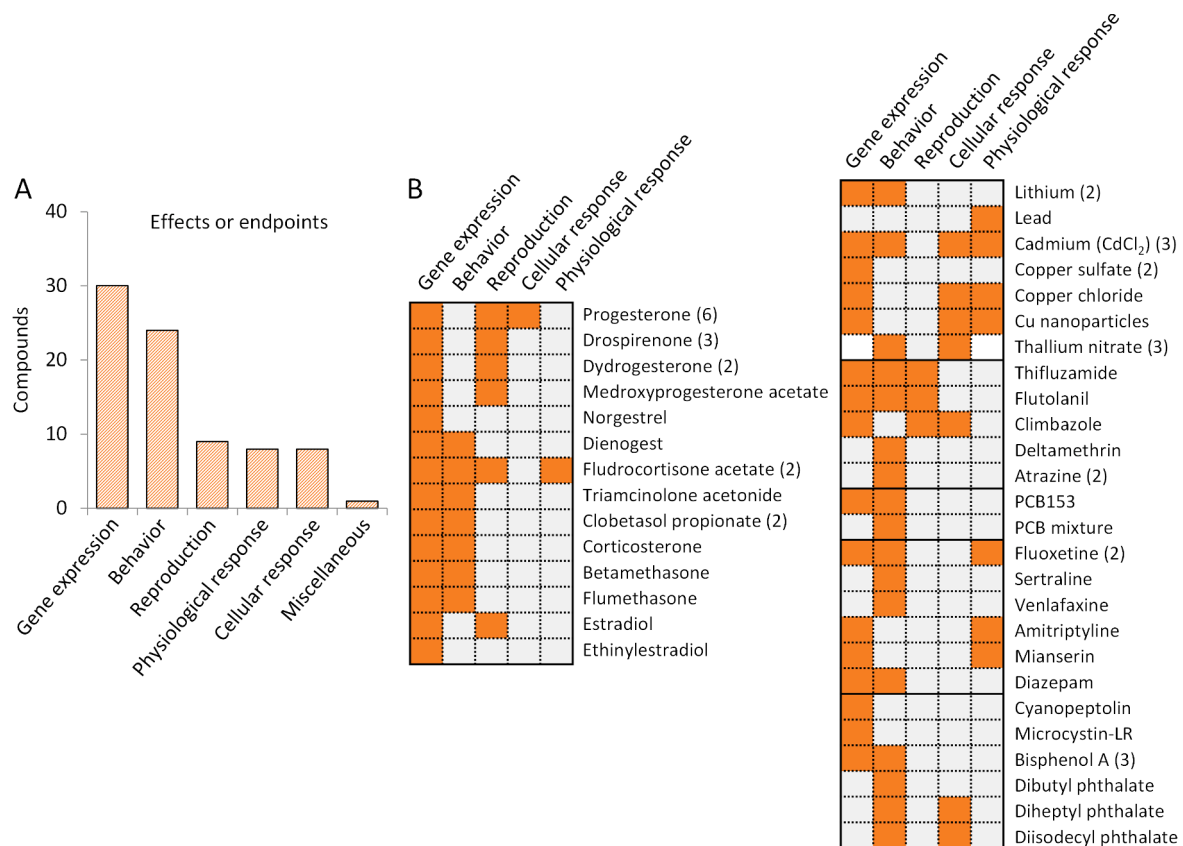 A
Effects or endpoints
Compounds
40
30
20
10
0
Gene expression
Behavior
Reproduction
Physiological response
Cellular response
Miscellaneous
B
Gene expression
Behavior
Reproduction
Cellular response
Physiological response
Progesterone (6)
Drospirenone (3)
Dydrogesterone (2)
Medroxyprogesterone acetate
Norgestrel
Dienogest
Fludrocortisone acetate (2)
Triamcinolone acetonide
Clobetasol propionate (2)
Corticosterone
Betamethasone
Flumethasone
Estradiol
Ethinylestradiol
Gene expression
Behavior
Reproduction
Cellular response
Physiological response
Lithium (2)
Lead
Cadmium (CdCl₂) (3)
Copper sulfate (2)
Copper chloride
Cu nanoparticles
Thallium nitrate (3)
Thifluzamide
Flutolanil
Climbazole
Deltamethrin
Atrazine (2)
PCB153
PCB mixture
Fluoxetine (2)
Sertraline
Venlafaxine
Amitriptyline
Mianserin
Diazepam
Cyanopeptolin
Microcystin-LR
Bisphenol A (3)
Dibutyl phthalate
Diheptyl phthalate
Diisodecyl phthalate